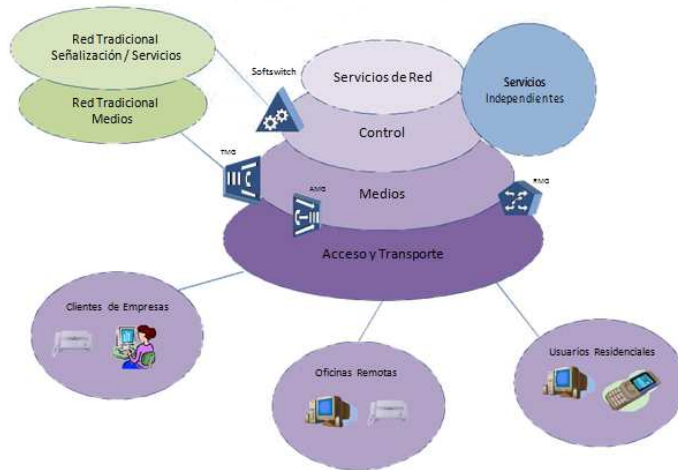 Red Tradicional
Señalización / Servicios
Red Tradicional
Medios
Softswitch
Servicios de Red
Servicios
Independientes
Control
TMG
AMG
Medios
RMG
Acceso y Transporte
Clientes de Empresas
Oficinas Remotas
Usuarios Residenciales